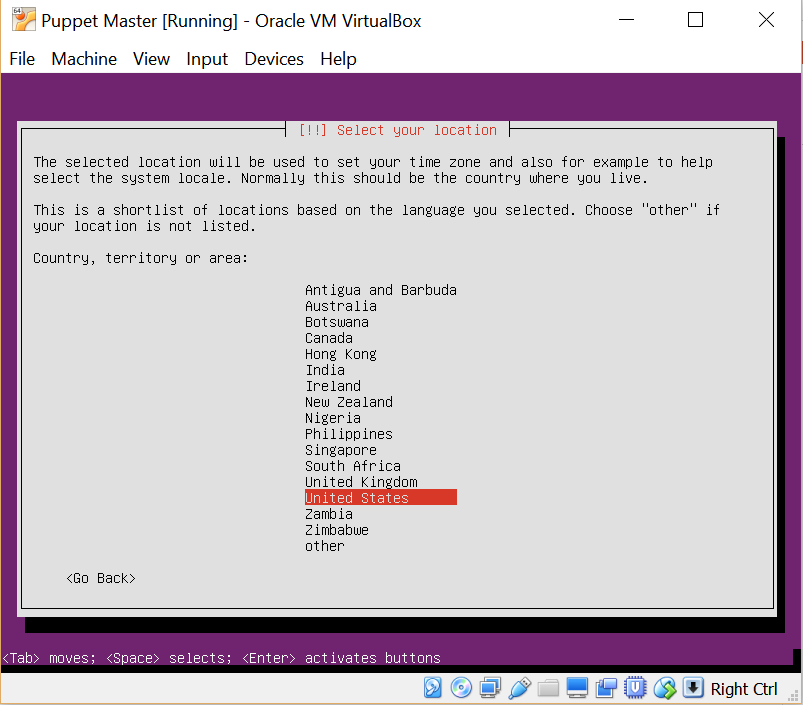 Puppet Master [Running] - Oracle VM VirtualBox
File Machine View Input Devices Help
[!!] Select your location
The selected location will be used to set your time zone and also for example to help
select the system locale. Normally this should be the country where you live.
This is a shortlist of locations based on the language you selected. Choose "other" if
your location is not listed.
Country, territory or area:
Antigua and Barbuda
Australia
Botswana
Canada
Hong Kong
India
Ireland
New Zealand
Nigeria
Philippines
Singapore
South Africa
United Kingdom
United States
Zambia
Zimbabwe
other
<Go Back>
<Tab> moves; <Space> selects; <Enter> activates buttons
Right Ctrl